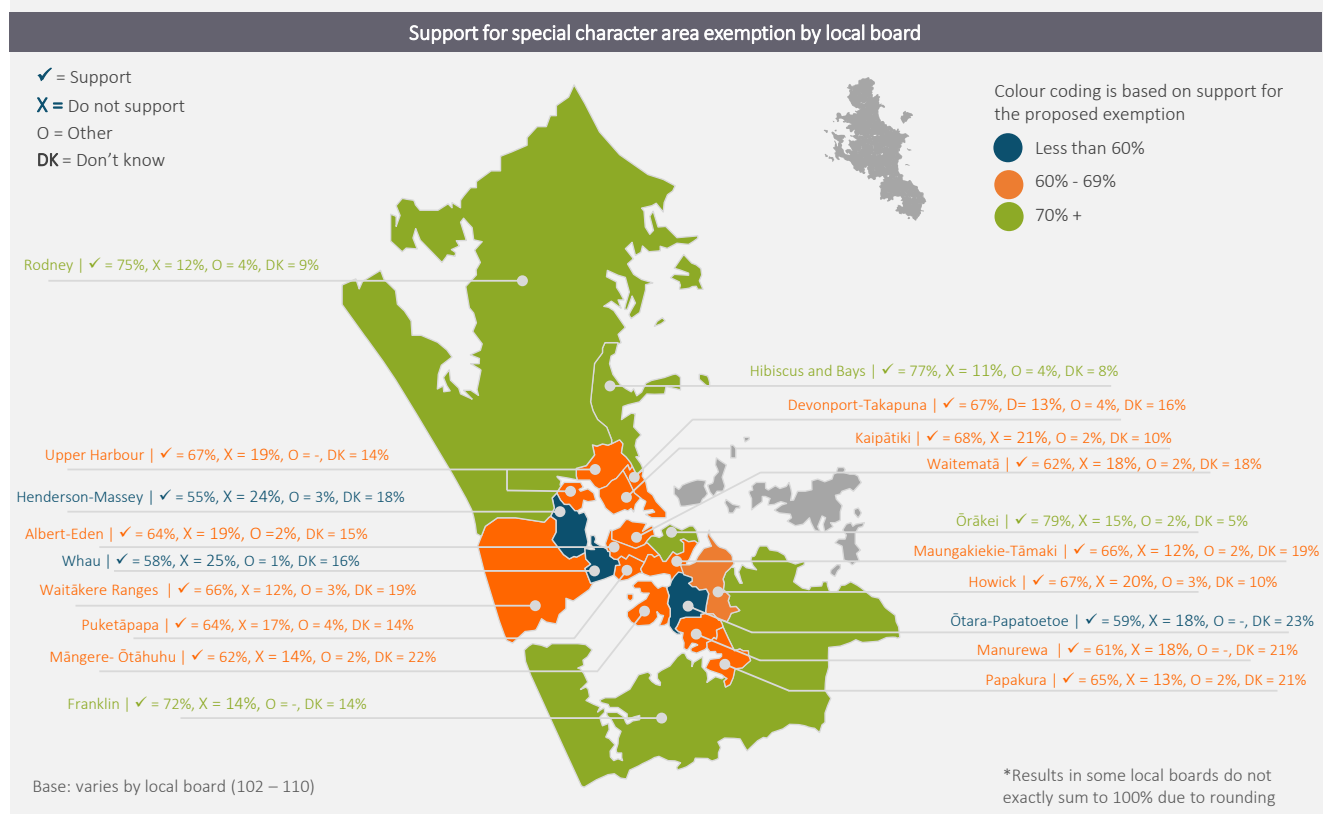 Support for special character area exemption by local board
✓ = Support
X = Do not support
O = Other
DK = Don't know
Colour coding is based on support for
the proposed exemption
Less than 60%
60% - 69%
70% +
Rodney | ✓ = 75%, X = 12%, O = 4%, DK = 9%
Hibiscus and Bays | ✓ = 77%, X = 11%, O = 4%, DK = 8%
Devonport-Takapuna | ✓ = 67%, D= 13%, O = 4%, DK = 16%
Kaipātiki | ✓ = 68%, X = 21%, O = 2%, DK = 10%
Waitematā | ✓ = 62%, X = 18%, O = 2%, DK = 18%
Upper Harbour | ✓ = 67%, X = 19%, O = -, DK = 14%
Henderson-Massey | ✓ = 55%, X = 24%, O = 3%, DK = 18%
Albert-Eden | ✓ = 64%, X = 19%, O =2%, DK = 15%
Whau | ✓ = 58%, X = 25%, O = 1%, DK = 16%
Waitākere Ranges | ✓ = 66%, X = 12%, O = 3%, DK = 19%
Puketāpapa | ✓ = 64%, X = 17%, O = 4%, DK = 14%
Māngere- Ōtāhuhu | ✓ = 62%, X = 14%, O = 2%, DK = 22%
Franklin | ✓ = 72%, X = 14%, O = -, DK = 14%
Ōrākei | ✓ = 79%, X = 15%, O = 2%, DK = 5%
Maungakiekie-Tāmaki | ✓ = 66%, X = 12%, O = 2%, DK = 19%
Howick | ✓ = 67%, X = 20%, O = 3%, DK = 10%
Ōtara-Papatoetoe | ✓ = 59%, X = 18%, O = -, DK = 23%
Manurewa | ✓ = 61%, X = 18%, O = -, DK = 21%
Papakura | ✓ = 65%, X = 13%, O = 2%, DK = 21%
Base: varies by local board (102 – 110)
*Results in some local boards do not
exactly sum to 100% due to rounding